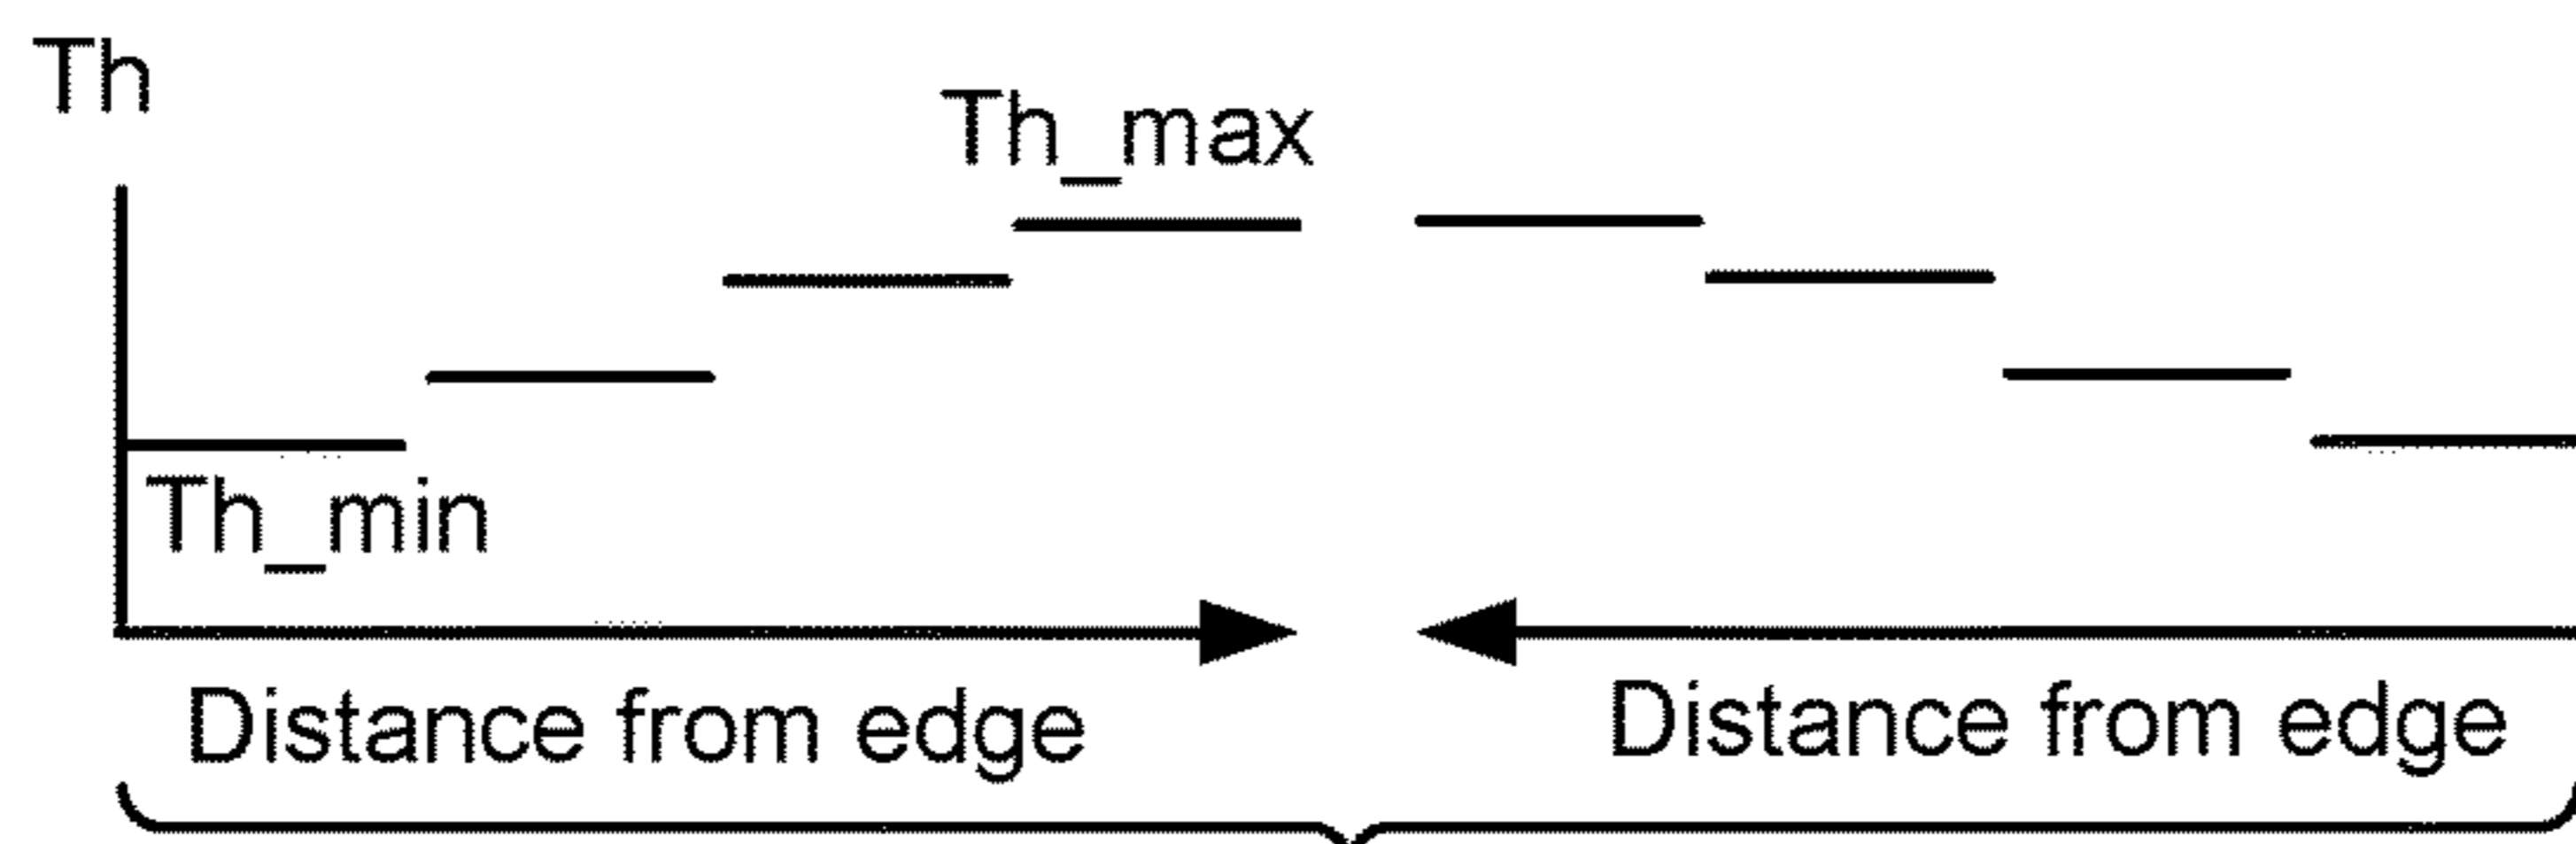 Th
Th_max
Th_min
Distance from edge
Distance from edge